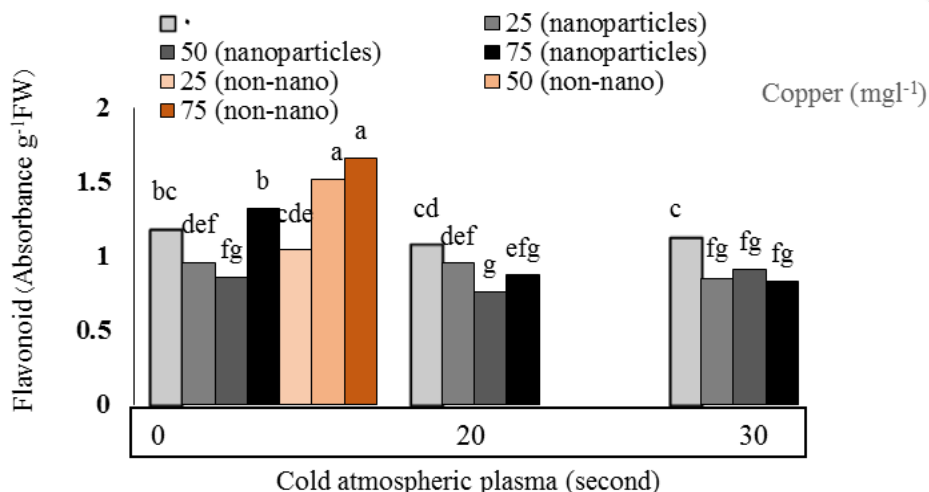 ٠
25 (nanoparticles)
50 (nanoparticles)
75 (nanoparticles)
25 (non-nano)
50 (non-nano)
75 (non-nano)
Copper (mgl⁻¹)
Flavonoid (Absorbance g⁻¹FW)
2
1.5
1
0.5
0
bc
def
fg
b
cde
a
a
cd
def
g
efg
c
fg
fg
fg
0
20
30
Cold atmospheric plasma (second)